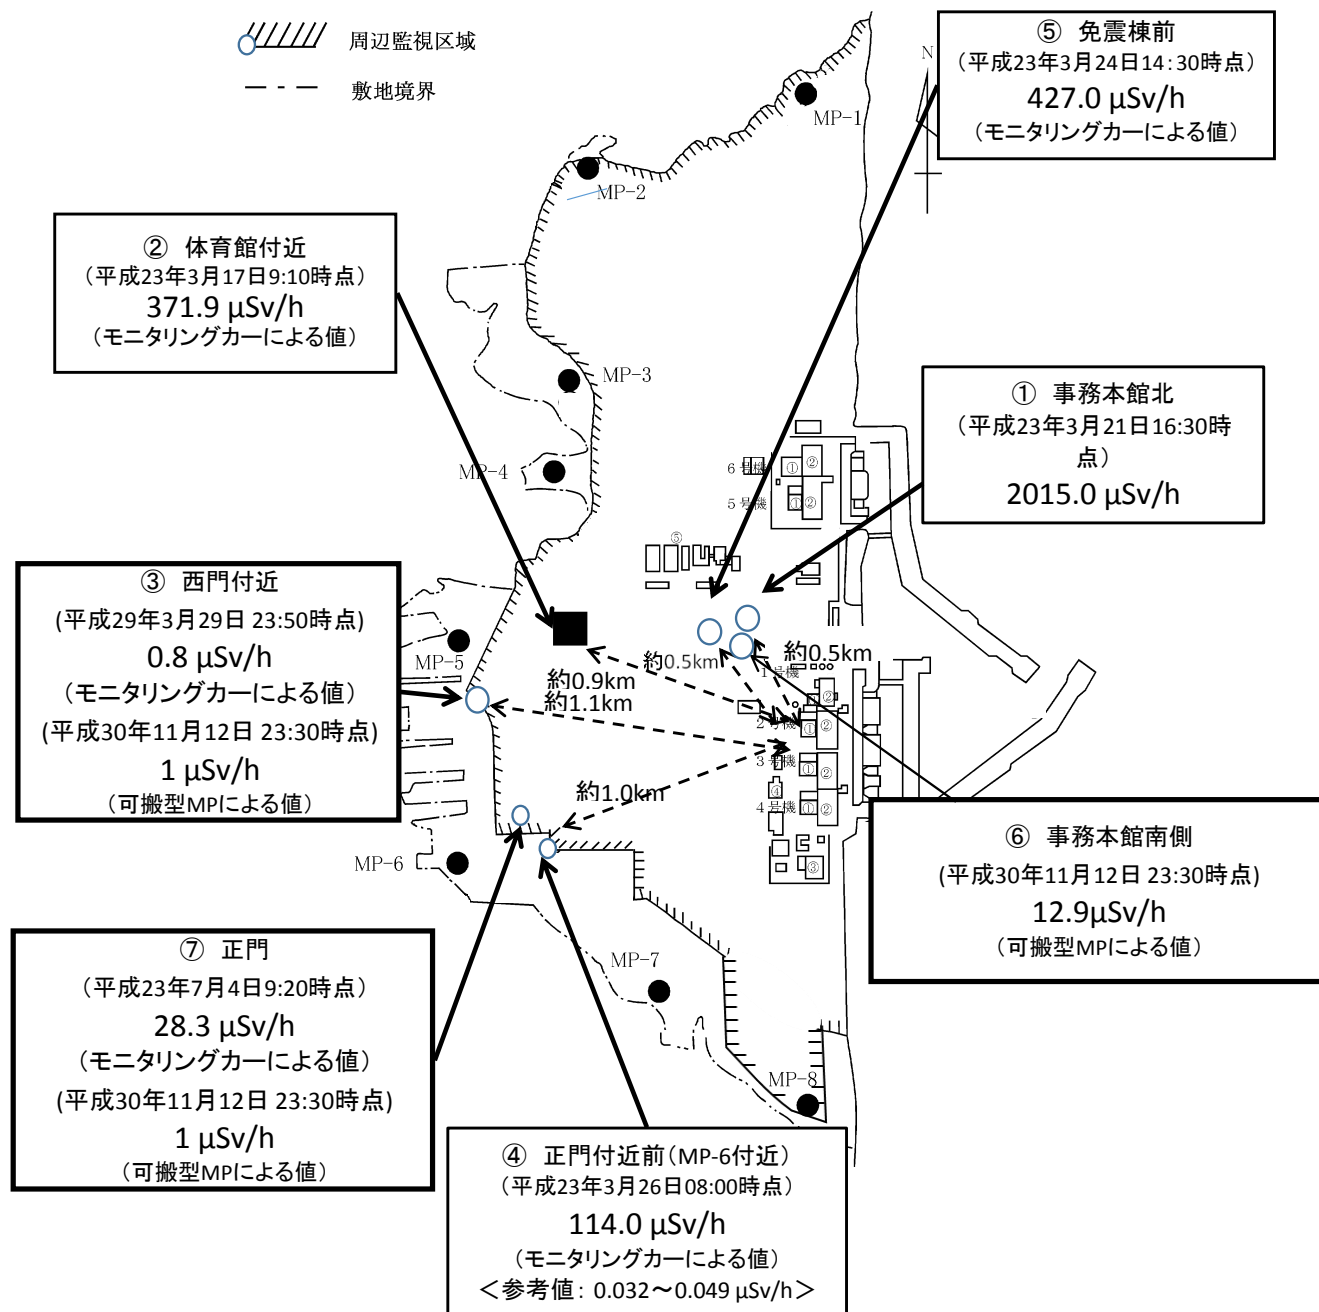 周辺監視区域
敷地境界
⑤ 免震棟前
（平成23年3月24日14：30時点）
427.0 µSv/h
（モニタリングカーによる値）
N
MP-1
MP-2
② 体育館付近
（平成23年3月17日9:10時点）
371.9 µSv/h
（モニタリングカーによる値）
MP-3
① 事務本館北
（平成23年3月21日16:30時
点）
2015.0 µSv/h
MP-4
6号機
①
②
5号機
①
②
⑤
③ 西門付近
(平成29年3月29日 23:50時点)
0.8 µSv/h
（モニタリングカーによる値）
(平成30年11月12日 23:30時点)
1 µSv/h
（可搬型MPによる値）
MP-5
約0.5km
約0.5km
約0.9km
約1.1km
1号機
②
2号機
①
②
3号機
①
②
④
4号機
①
②
③
約1.0km
MP-6
⑥ 事務本館南側
(平成30年11月12日 23:30時点)
12.9µSv/h
（可搬型MPによる値）
⑦ 正門
（平成23年7月4日9:20時点）
28.3 µSv/h
（モニタリングカーによる値）
(平成30年11月12日 23:30時点)
1 µSv/h
（可搬型MPによる値）
MP-7
MP-8
④ 正門付近前（MP-6付近）
（平成23年3月26日08:00時点）
114.0 µSv/h
（モニタリングカーによる値）
＜参考値： 0.032～0.049 µSv/h＞